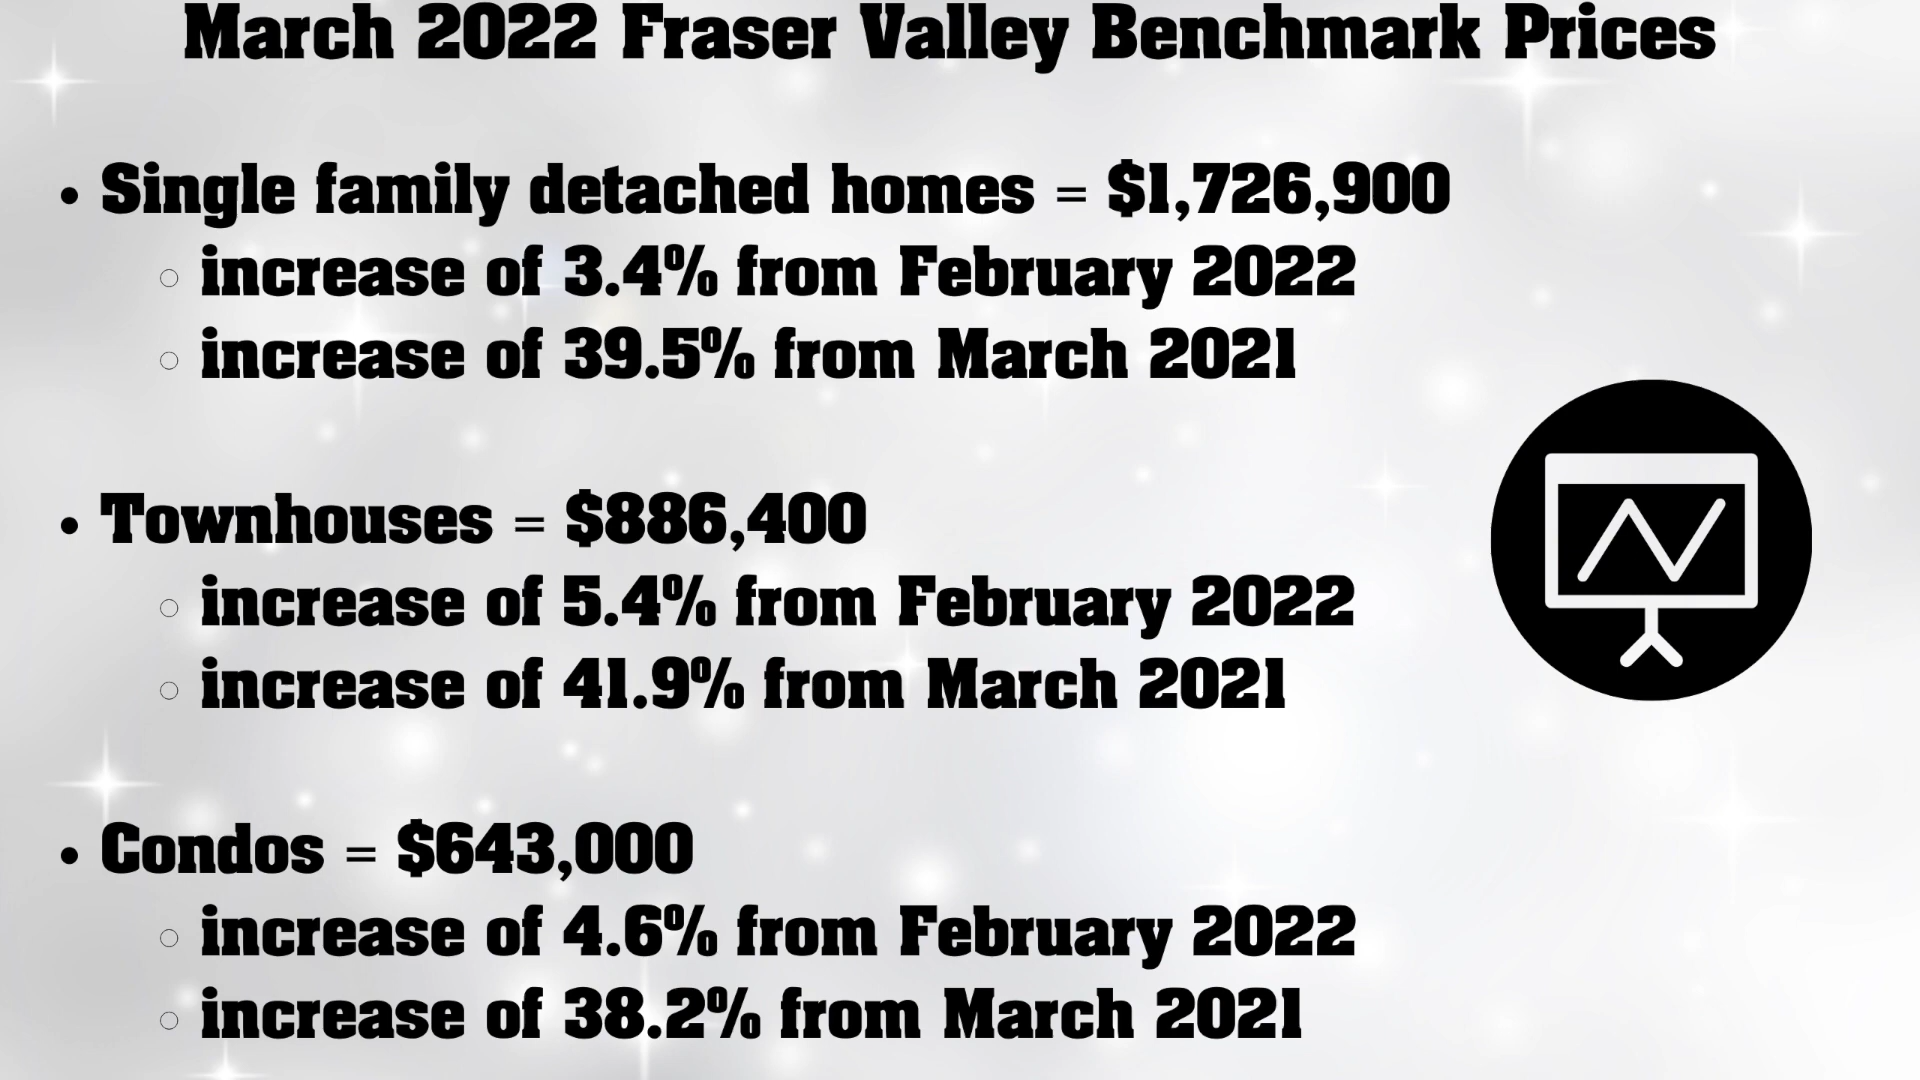 March 2022 Fraser Valley Benchmark Prices
• Single family detached homes = $1,726,900
○ increase of 3.4% from February 2022
○ increase of 39.5% from March 2021
• Townhouses = $886,400
○ increase of 5.4% from February 2022
○ increase of 41.9% from March 2021
• Condos = $643,000
○ increase of 4.6% from February 2022
○ increase of 38.2% from March 2021